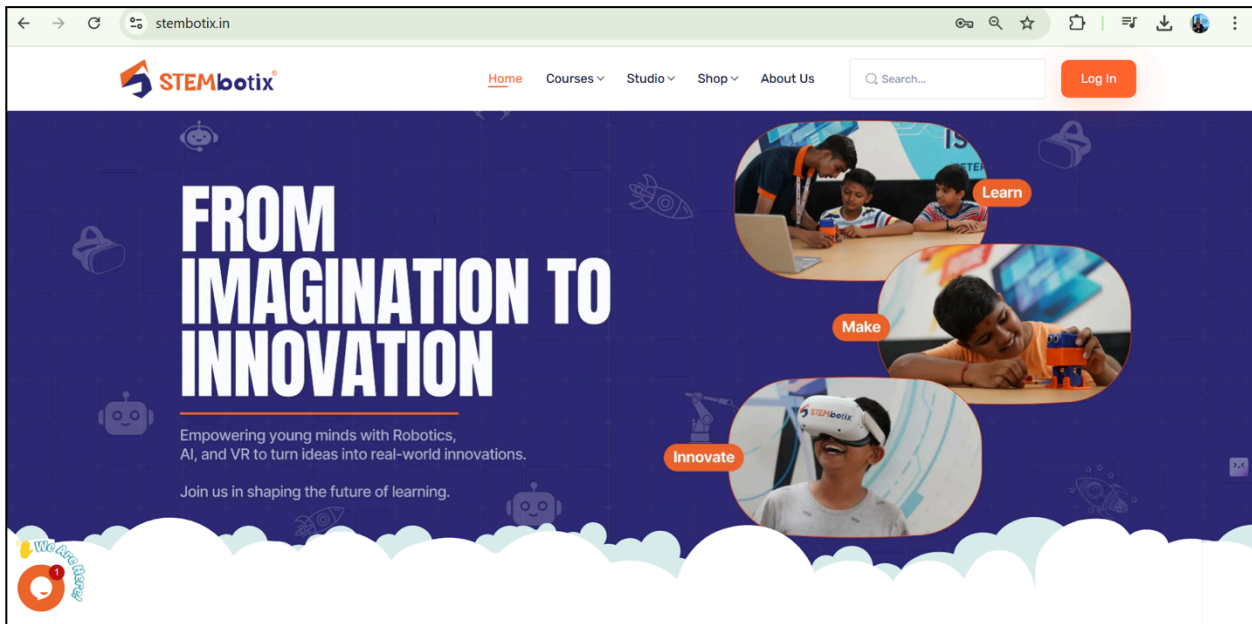 stembotix.in
STEMbotix®
Home
Courses
Studio
Shop
About Us
Search...
Log In
FROM
IMAGINATION TO
INNOVATION
Empowering young minds with Robotics,
AI, and VR to turn ideas into real-world innovations.
Join us in shaping the future of learning.
IS
Learn
Make
STEMbotix
Innovate
We Are Here!
1